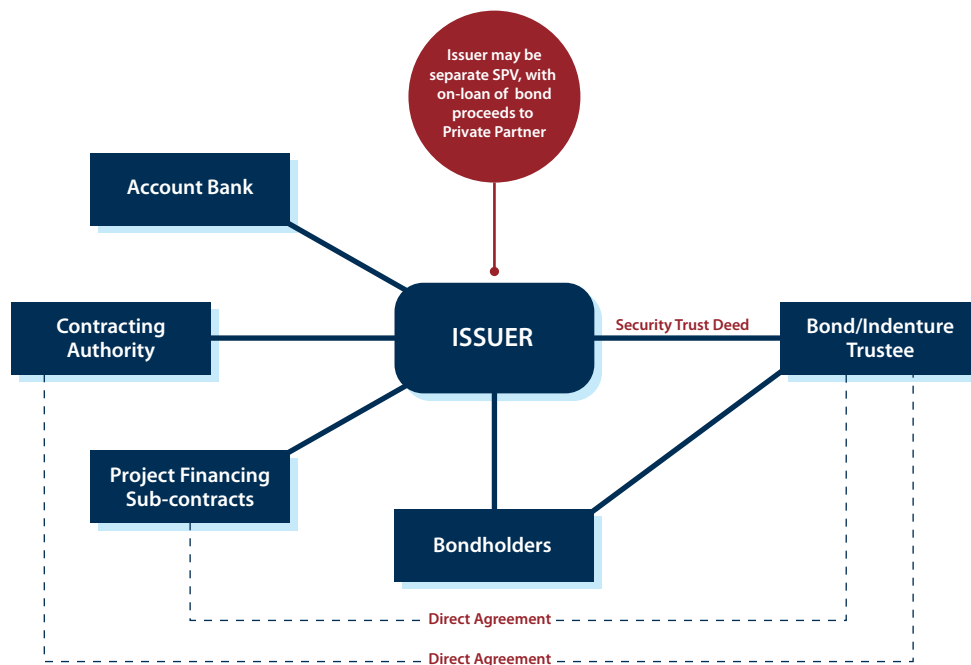 Issuer may be
separate SPV, with
on-loan of bond
proceeds to
Private Partner
Account Bank
Contracting
Authority
ISSUER
Security Trust Deed
Bond/Indenture
Trustee
Project Financing
Sub-contracts
Bondholders
Direct Agreement
Direct Agreement